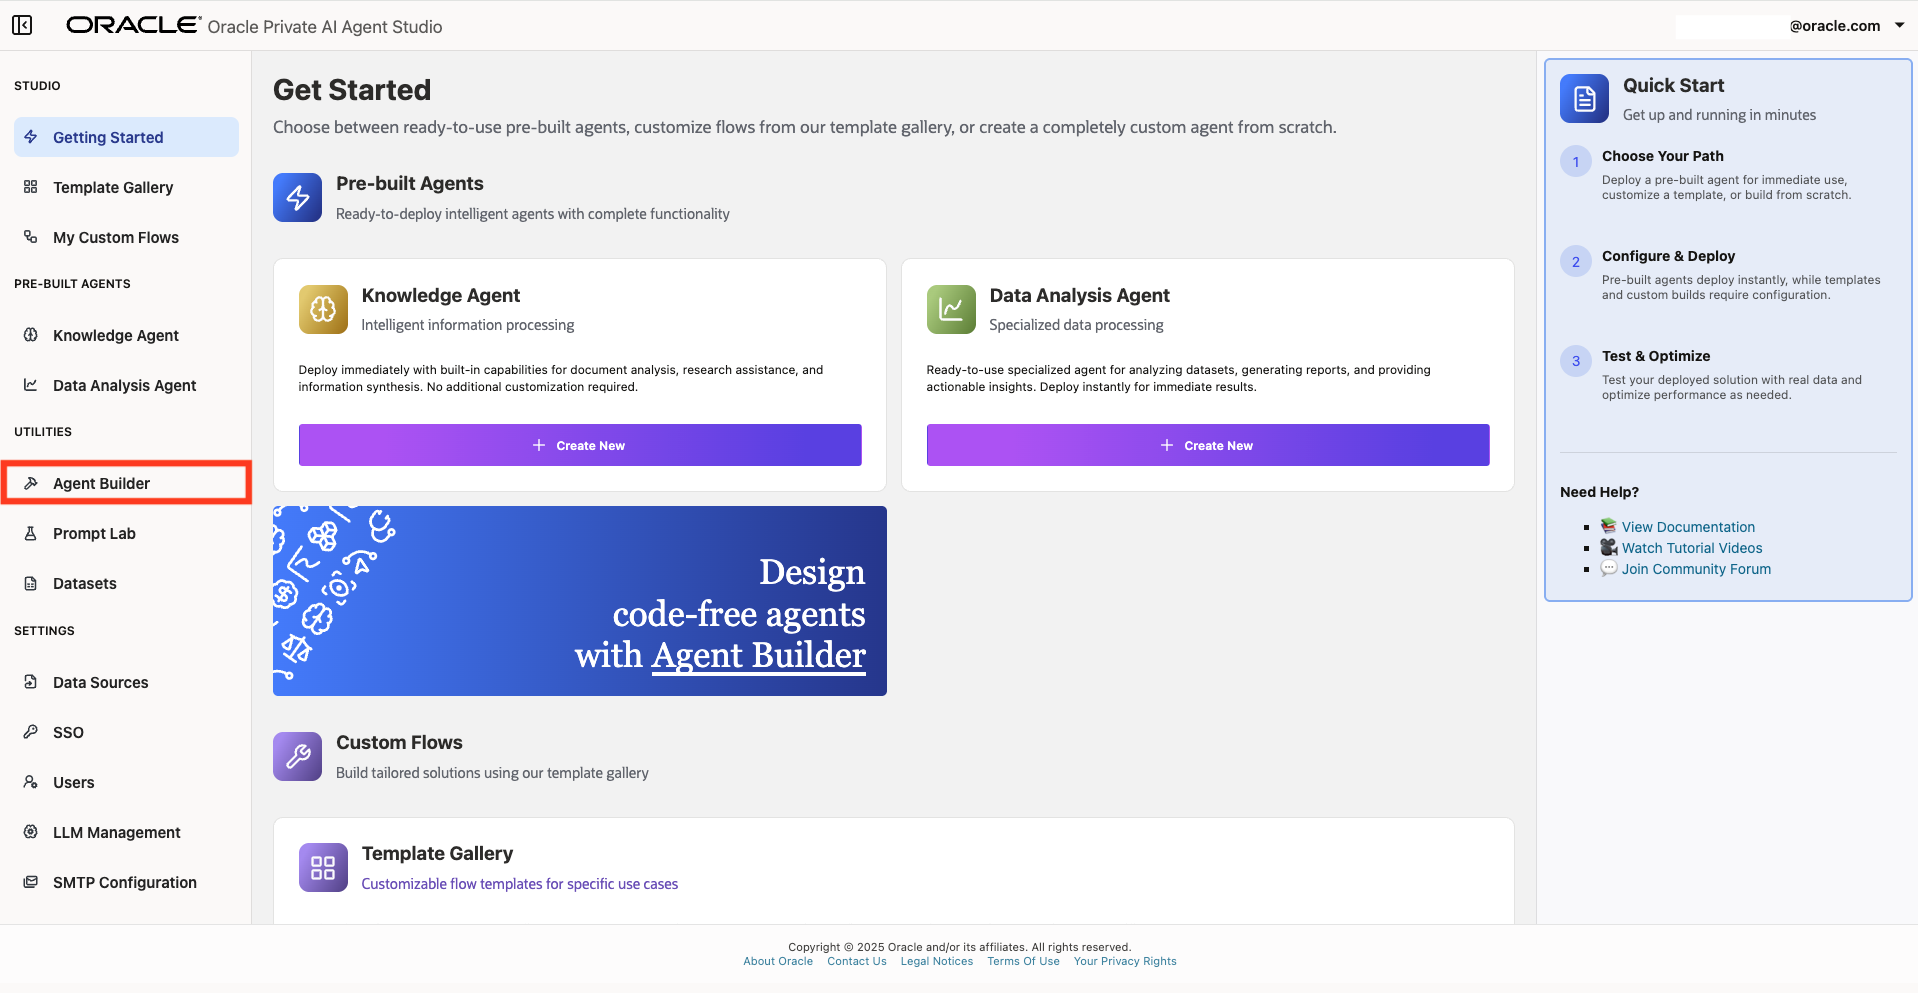 ORACLE Oracle Private AI Agent Studio
@oracle.com
STUDIO
Getting Started
Template Gallery
My Custom Flows
PRE-BUILT AGENTS
Knowledge Agent
Data Analysis Agent
UTILITIES
Agent Builder
Prompt Lab
Datasets
SETTINGS
Data Sources
SSO
Users
LLM Management
SMTP Configuration
Get Started
Choose between ready-to-use pre-built agents, customize flows from our template gallery, or create a completely custom agent from scratch.
Pre-built Agents
Ready-to-deploy intelligent agents with complete functionality
Knowledge Agent
Intelligent information processing
Deploy immediately with built-in capabilities for document analysis, research assistance, and
information synthesis. No additional customization required.
Create New
Data Analysis Agent
Specialized data processing
Ready-to-use specialized agent for analyzing datasets, generating reports, and providing
actionable insights. Deploy instantly for immediate results.
Create New
Design
code-free agents
with Agent Builder
Custom Flows
Build tailored solutions using our template gallery
Template Gallery
Customizable flow templates for specific use cases
Quick Start
Get up and running in minutes
1
Choose Your Path
Deploy a pre-built agent for immediate use,
customize a template, or build from scratch.
2
Configure & Deploy
Pre-built agents deploy instantly, while templates
and custom builds require configuration.
3
Test & Optimize
Test your deployed solution with real data and
optimize performance as needed.
Need Help?
View Documentation
Watch Tutorial Videos
Join Community Forum
Copyright © 2025 Oracle and/or its affiliates. All rights reserved.
About Oracle Contact Us Legal Notices Terms Of Use Your Privacy Rights